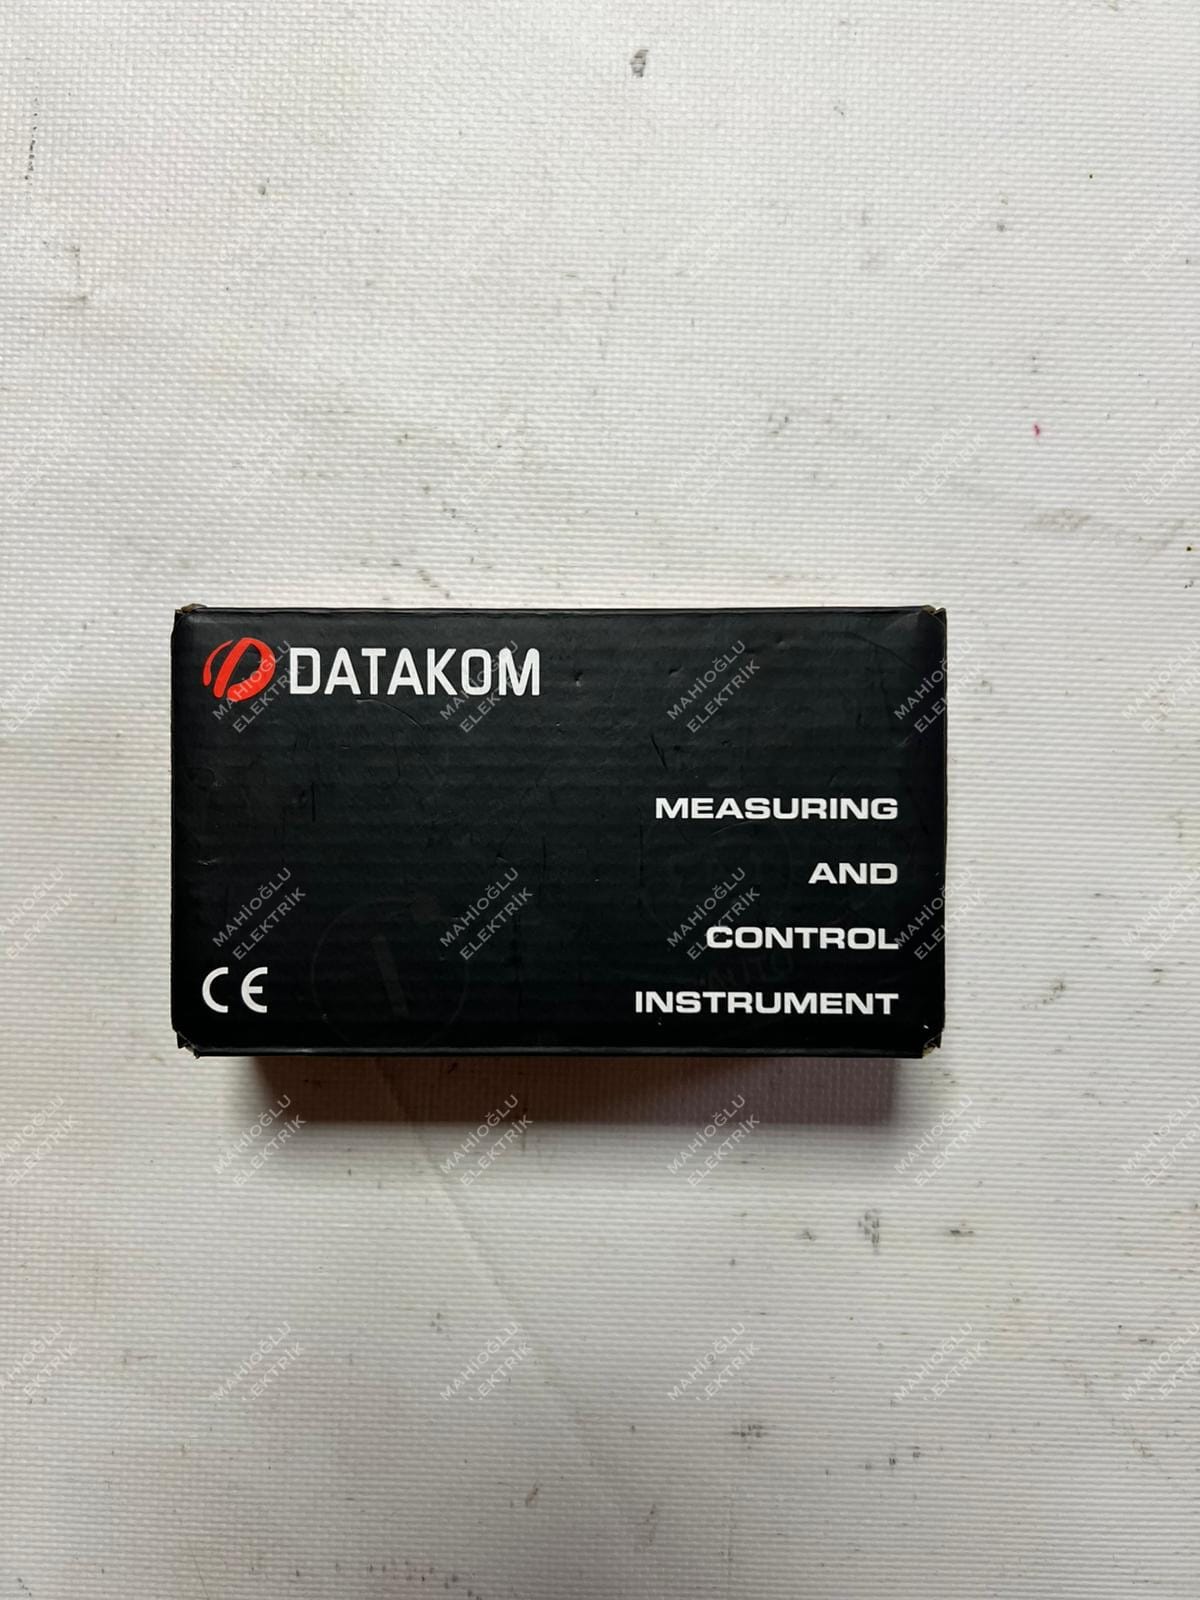 DATAKOM
MEASURING
AND
CONTROL
INSTRUMENT
CE
MAHİOĞLU
ELEKTRİK